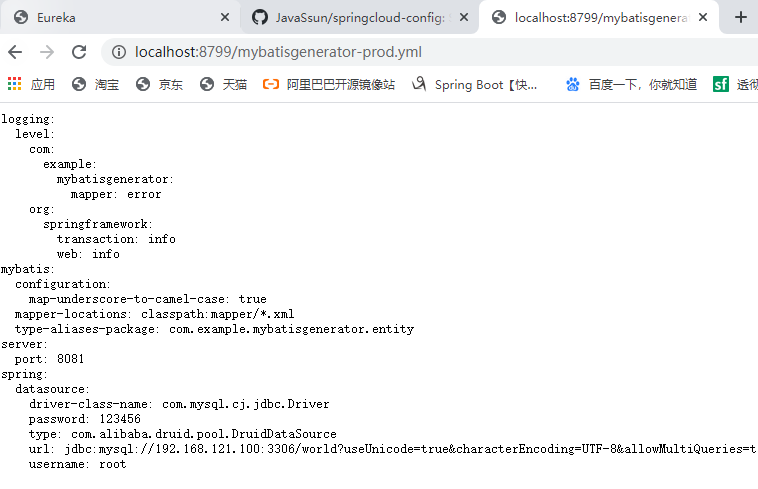 Eureka
JavaSsun/springcloud-config:
localhost:8799/mybatisgenera
localhost:8799/mybatisgenerator-prod.yml
应用 淘宝 京东 天猫 阿里巴巴开源镜像站 Spring Boot【快... 百度一下，你就知道 sf 透彻
logging:
  level:
    com:
      example:
        mybatisgenerator:
          mapper: error
    org:
      springframework:
        transaction: info
        web: info
mybatis:
  configuration:
    map-underscore-to-camel-case: true
  mapper-locations: classpath:mapper/*.xml
  type-aliases-package: com.example.mybatisgenerator.entity
server:
  port: 8081
spring:
  datasource:
    driver-class-name: com.mysql.cj.jdbc.Driver
    password: 123456
    type: com.alibaba.druid.pool.DruidDataSource
    url: jdbc:mysql://192.168.121.100:3306/world?useUnicode=true&characterEncoding=UTF-8&allowMultiQueries=t
    username: root